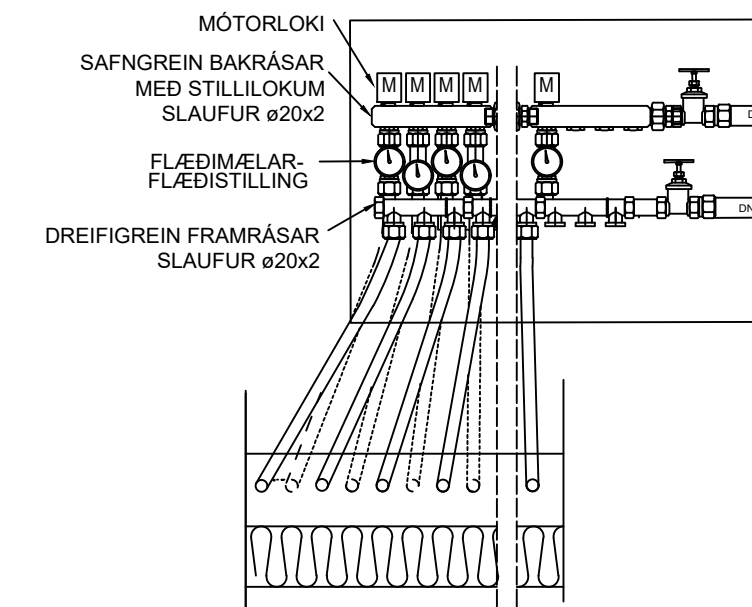 MÓTORLOKI
SAFNGREIN BAKRÁSAR
MEÐ STILLILOKUM
SLAUFUR ø20x2
M M M M M
FLÆÐIMÆLAR-
FLÆÐISTILLING
DREIFIGREIN FRAMRÁSAR
SLAUFUR ø20x2
D
DN